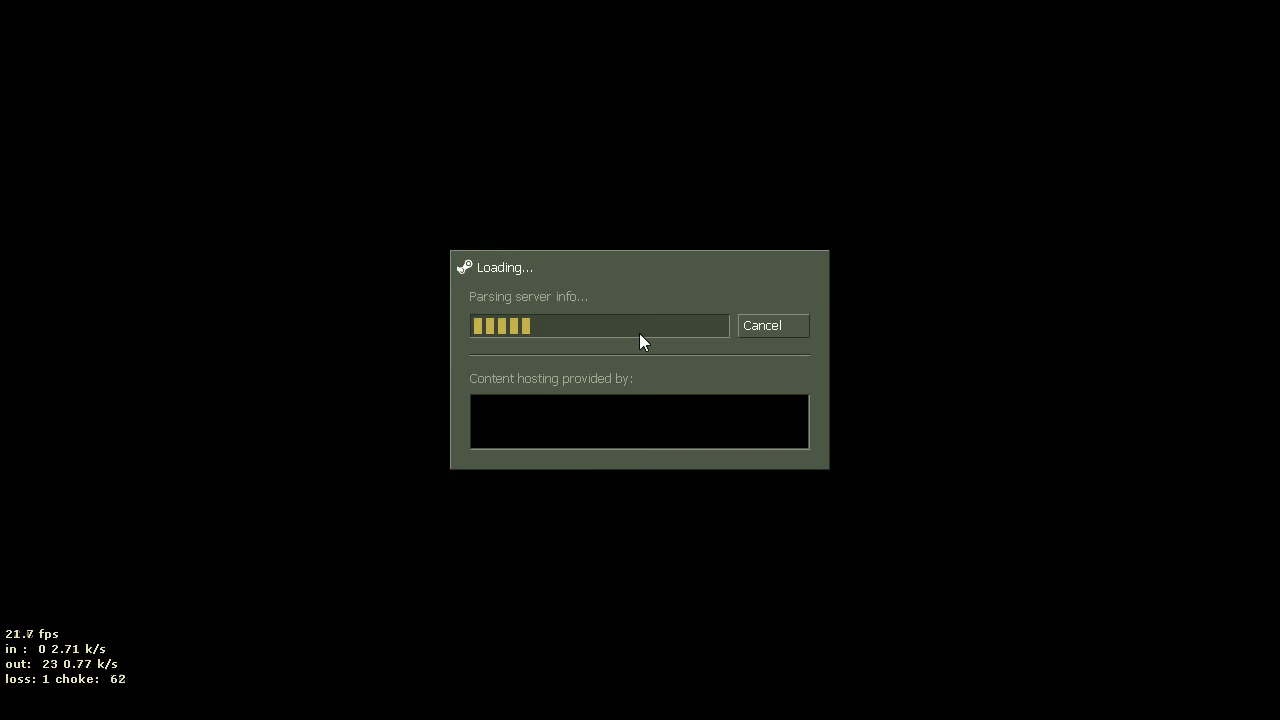 Loading...
Parsing server info...
Cancel
Content hosting provided by:
21.7 fps
in :  0 2.71 k/s
out:  23 0.77 k/s
loss: 1 choke:  62